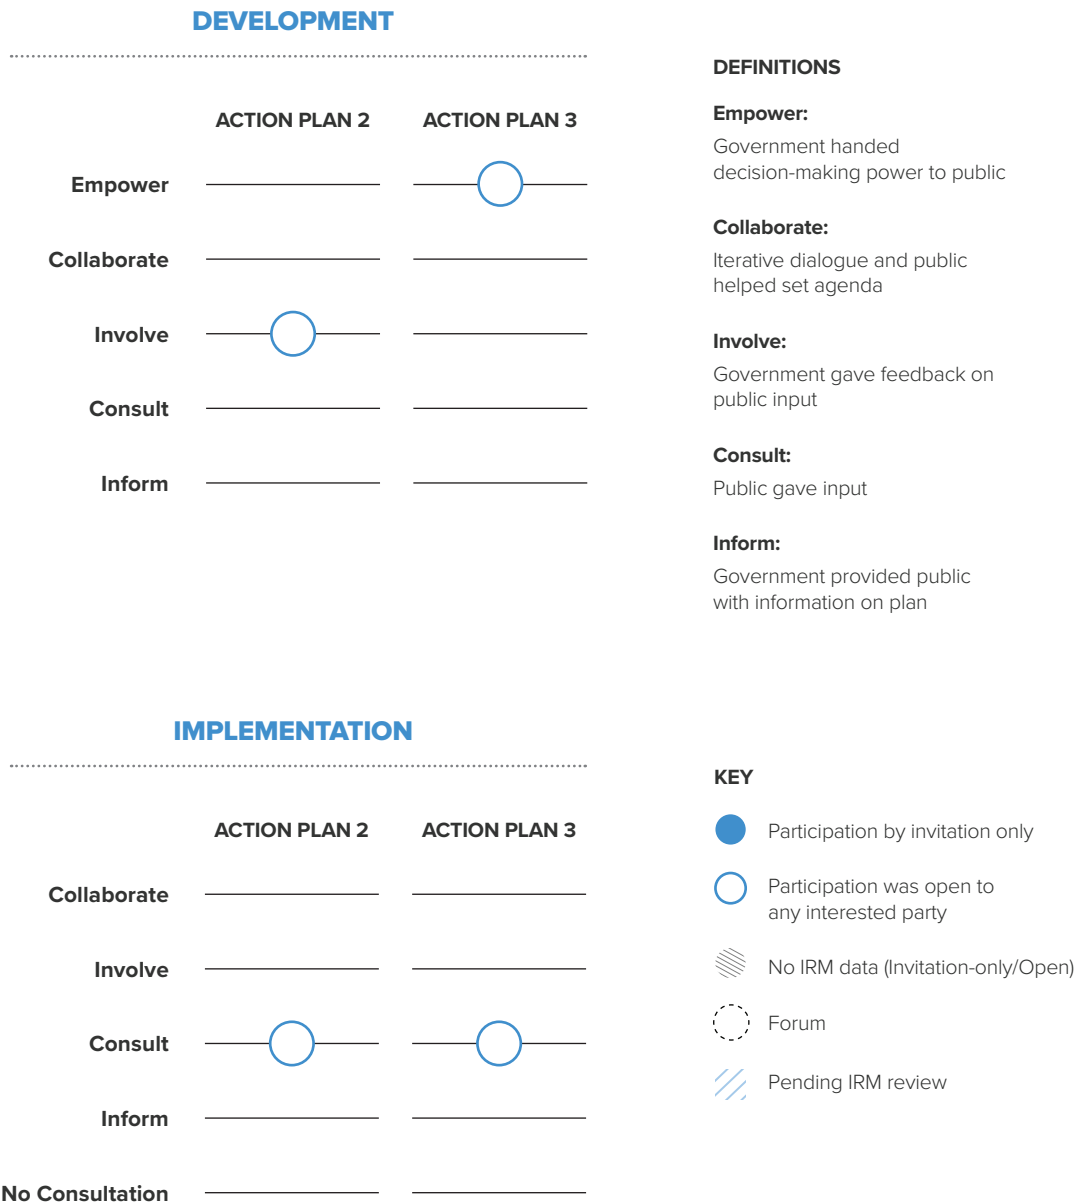 DEVELOPMENT
ACTION PLAN 2 ACTION PLAN 3
Empower
Collaborate
Involve
Consult
Inform
DEFINITIONS
Empower:
Government handed
decision-making power to public
Collaborate:
Iterative dialogue and public
helped set agenda
Involve:
Government gave feedback on
public input
Consult:
Public gave input
Inform:
Government provided public
with information on plan
IMPLEMENTATION
ACTION PLAN 2 ACTION PLAN 3
Collaborate
Involve
Consult
Inform
No Consultation
KEY
Participation by invitation only
Participation was open to
any interested party
No IRM data (Invitation-only/Open)
Forum
Pending IRM review